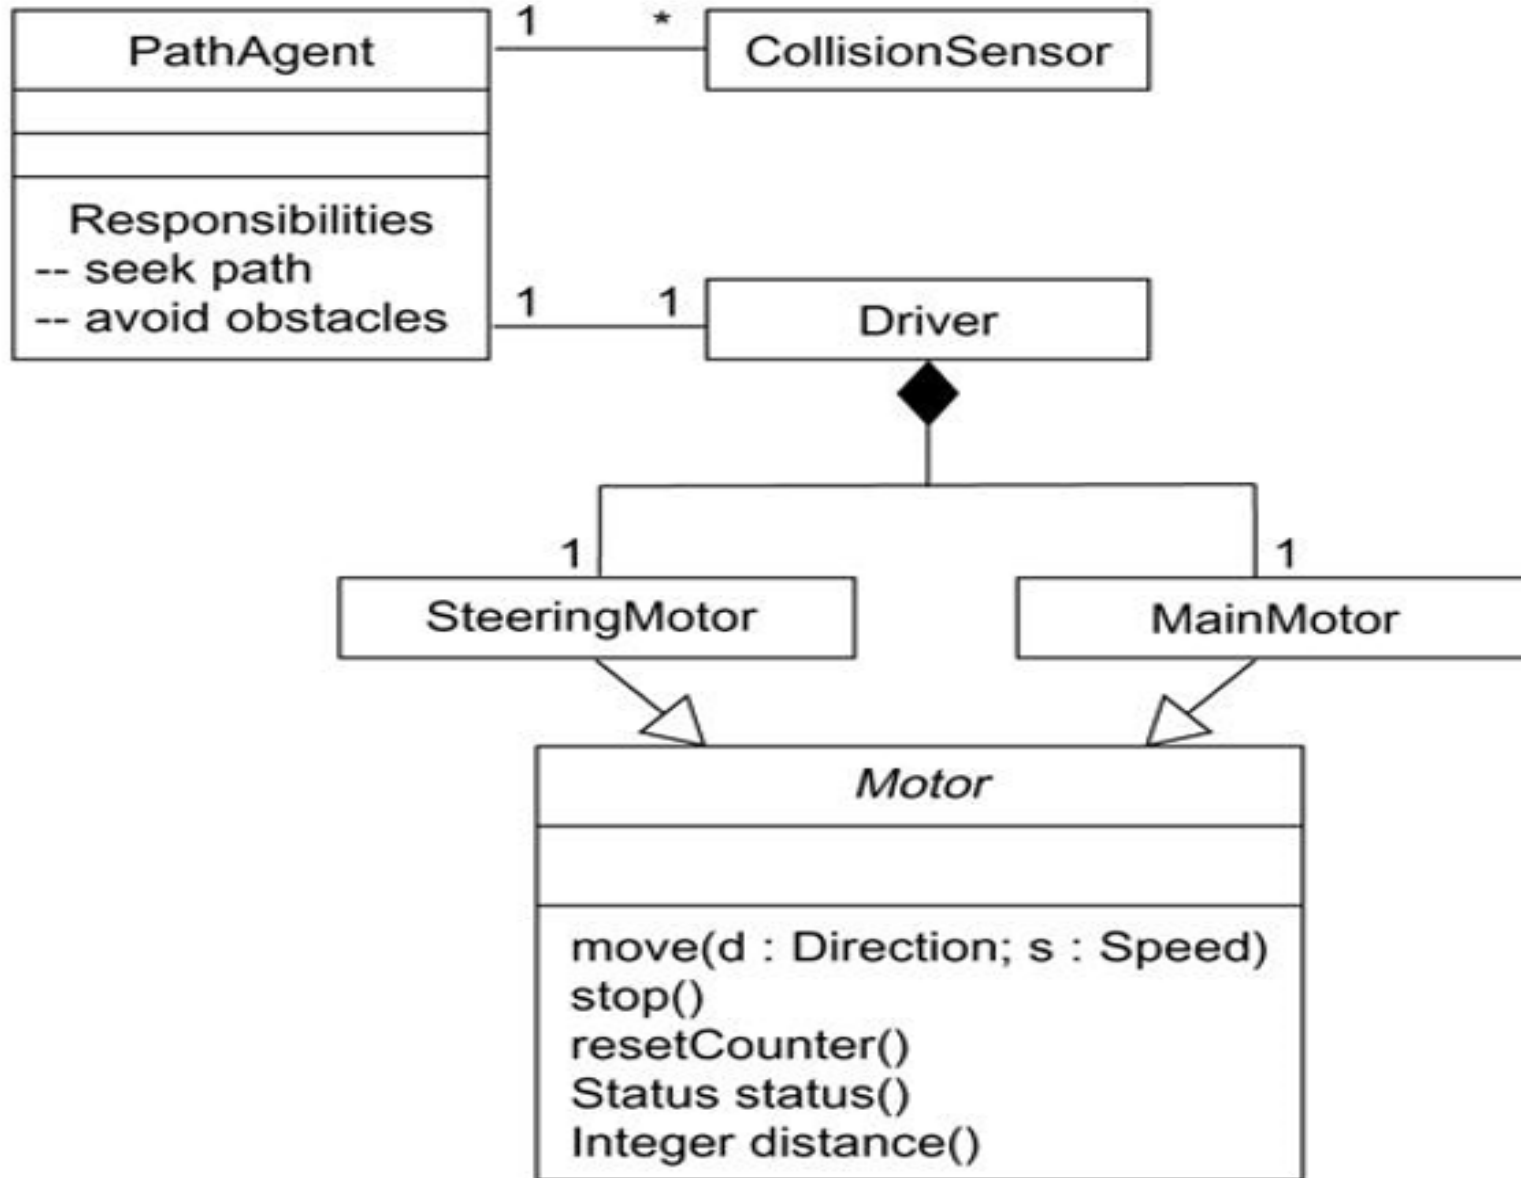 PathAgent
1
*
CollisionSensor
Responsibilities
-- seek path
-- avoid obstacles
1
1
Driver
1
1
SteeringMotor
MainMotor
Motor
move(d : Direction; s : Speed)
stop()
resetCounter()
Status status()
Integer distance()